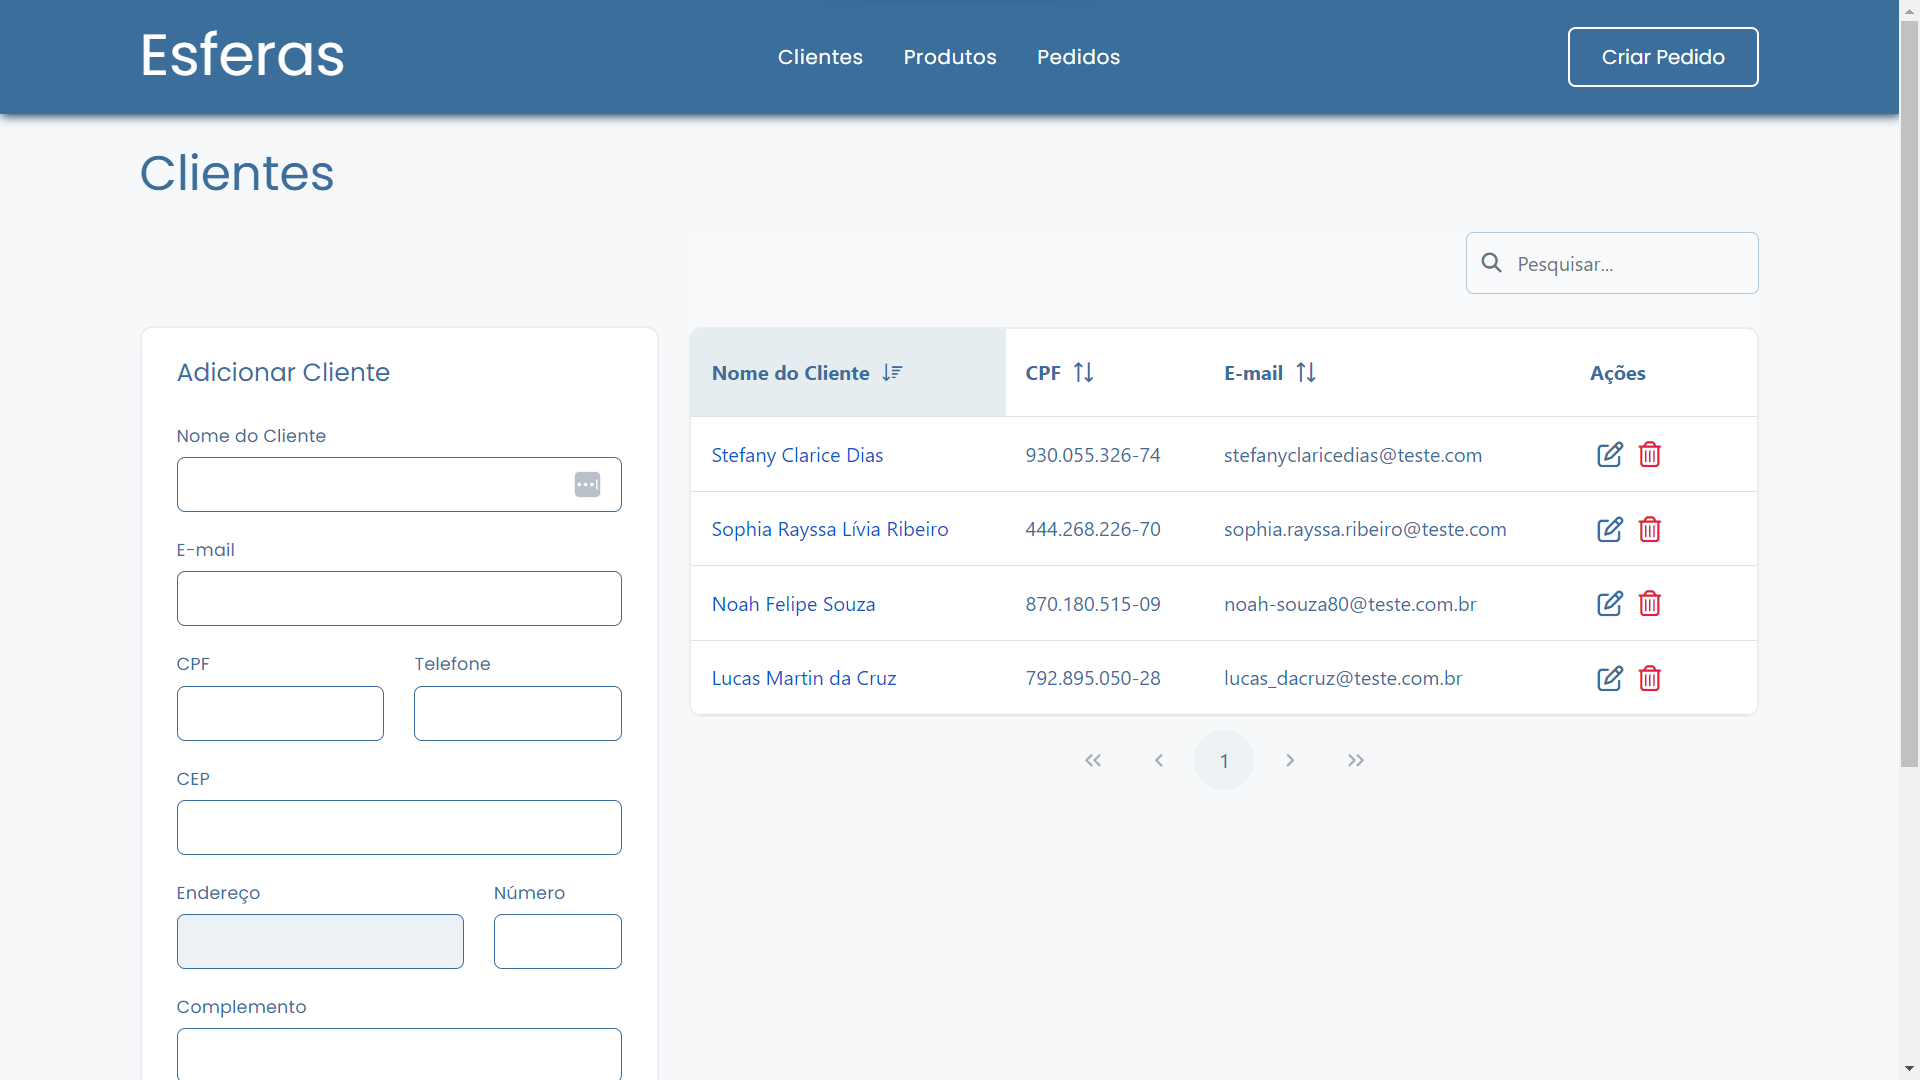 Esferas
Clientes Produtos Pedidos
Criar Pedido
Clientes
Pesquisar...
Adicionar Cliente
Nome do Cliente
E-mail
CPF Telefone
CEP
Endereço Número
Complemento
Nome do Cliente CPF E-mail Ações
Stefany Clarice Dias 930.055.326-74 stefanyclaricedias@teste.com
Sophia Rayssa Lívia Ribeiro 444.268.226-70 sophia.rayssa.ribeiro@teste.com
Noah Felipe Souza 870.180.515-09 noah-souza80@teste.com.br
Lucas Martin da Cruz 792.895.050-28 lucas_dacruz@teste.com.br
1